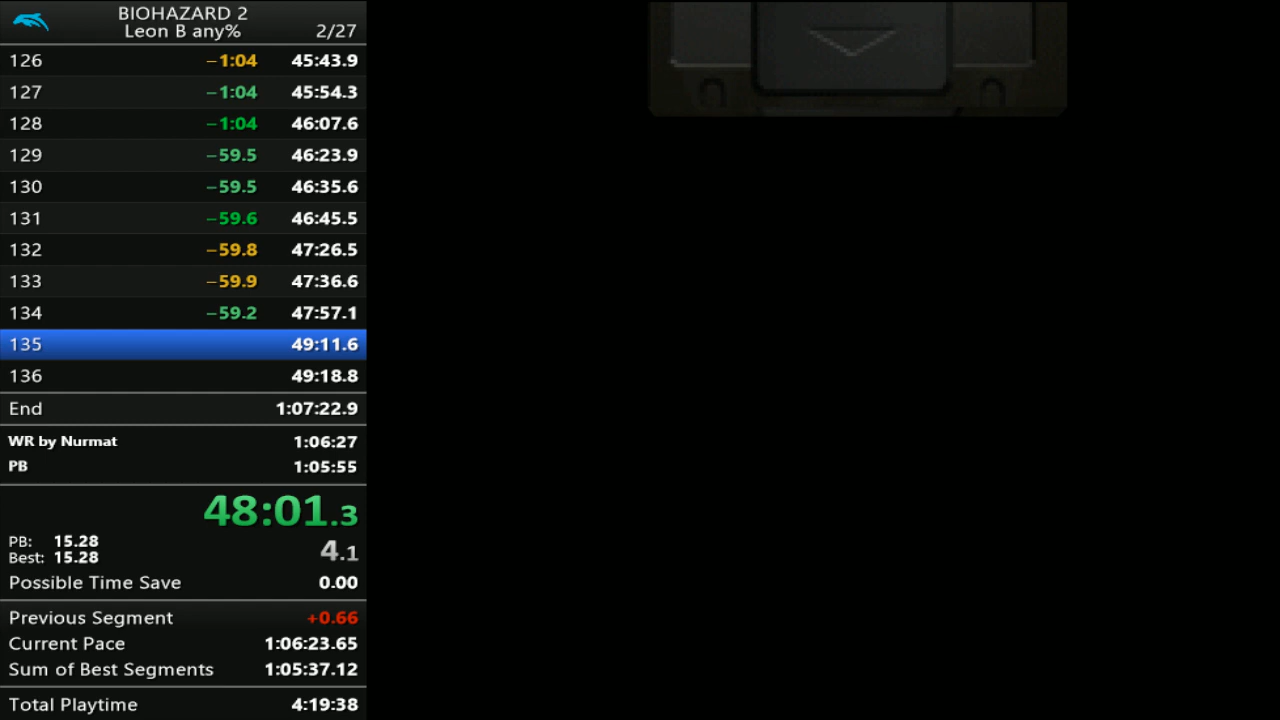 BIOHAZARD 2
Leon B any% 2/27
126 −1:04 45:43.9
127 −1:04 45:54.3
128 −1:04 46:07.6
129 −59.5 46:23.9
130 −59.5 46:35.6
131 −59.6 46:45.5
132 −59.8 47:26.5
133 −59.9 47:36.6
134 −59.2 47:57.1
135 49:11.6
136 49:18.8
End 1:07:22.9
WR by Nurmat 1:06:27
PB 1:05:55
48:01.3
PB: 15.28
Best: 15.28 4.1
Possible Time Save 0.00
Previous Segment +0.66
Current Pace 1:06:23.65
Sum of Best Segments 1:05:37.12
Total Playtime 4:19:38